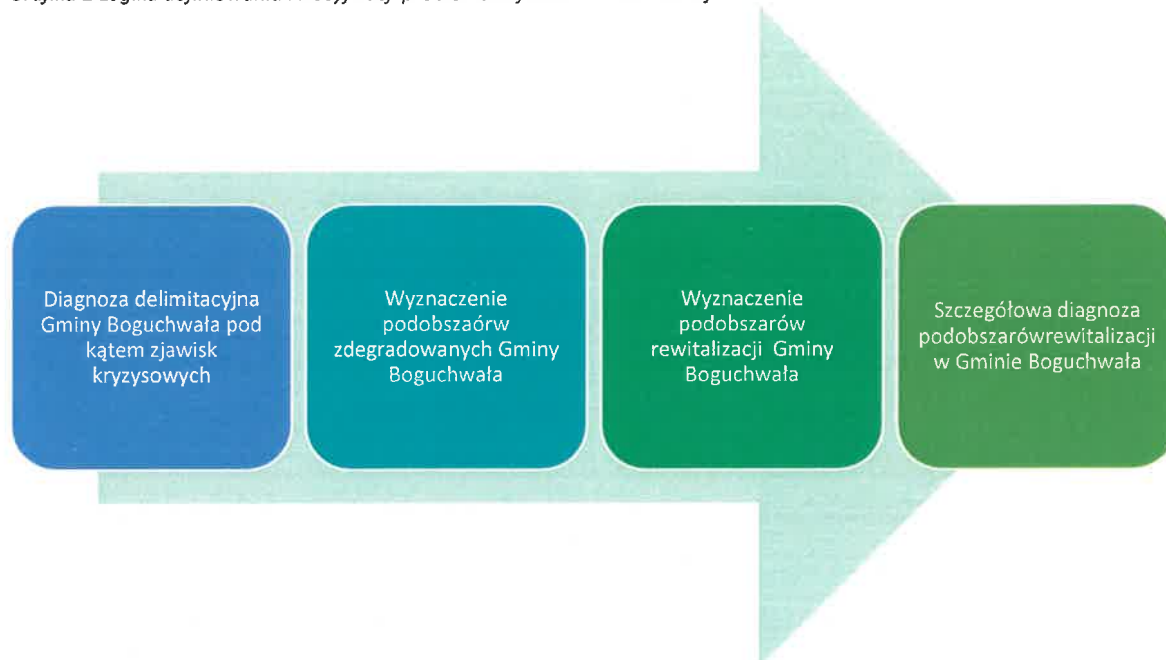 Diagnoza delimitacyjna
Gminy Boguchwała pod
kątem zjawisk
kryzysowych
Wyznaczenie
podobszaórw
zdegradowanych Gminy
Boguchwała
Wyznaczenie
podobszarów
rewitalizacji Gminy
Boguchwała
Szczegółowa diagnoza
podobszarówrewitalizacji
w Gminie Boguchwała